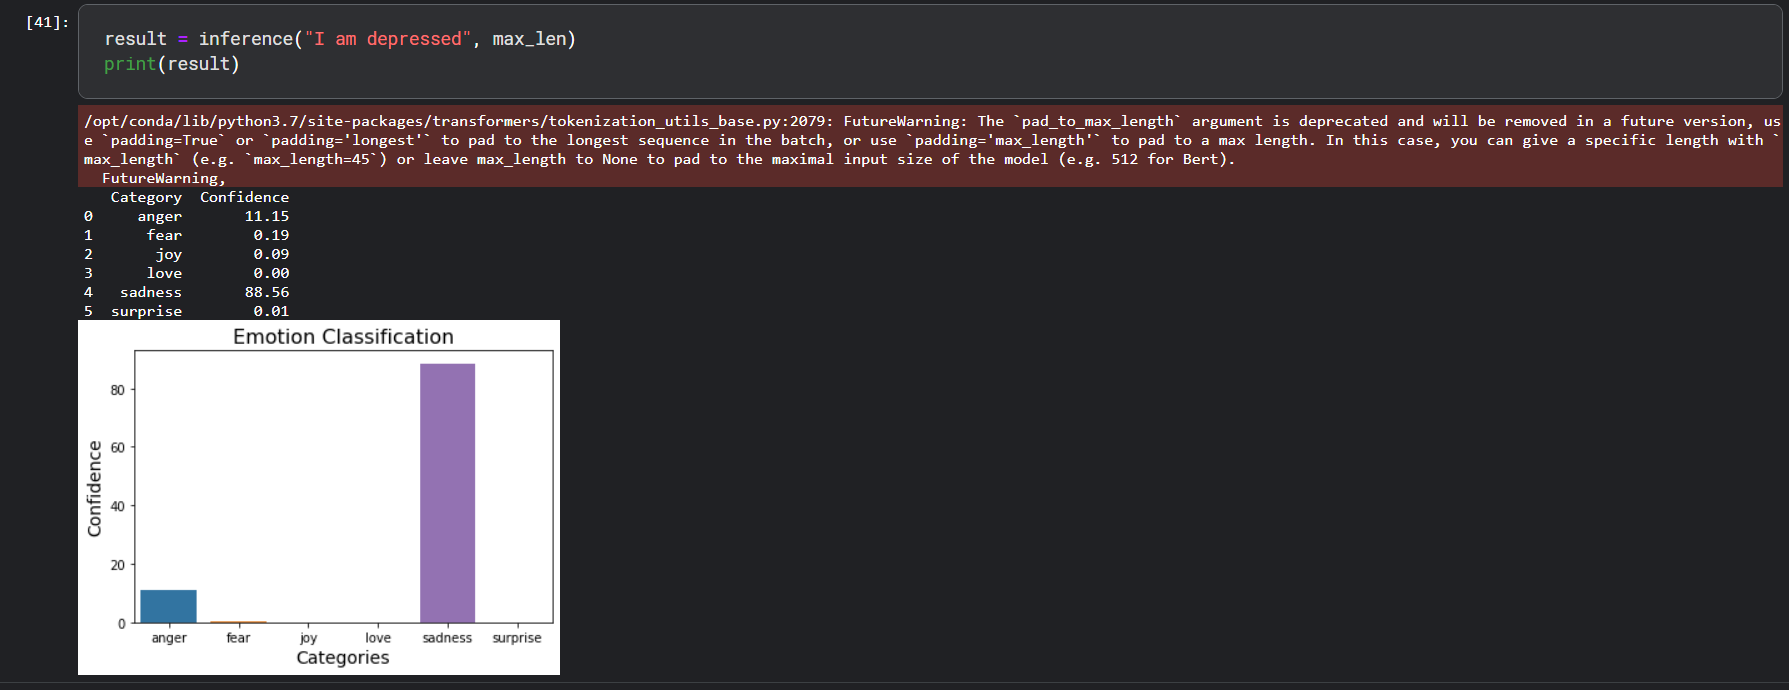 [41]:
result = inference("I am depressed", max_len)
print(result)
/opt/conda/lib/python3.7/site-packages/transformers/tokenization_utils_base.py:2079: FutureWarning: The `pad_to_max_length` argument is deprecated and will be removed in a future version, us
e `padding=True` or `padding='longest'` to pad to the longest sequence in the batch, or use `padding='max_length'` to pad to a max length. In this case, you can give a specific length with `
max_length` (e.g. `max_length=45`) or leave max_length to None to pad to the maximal input size of the model (e.g. 512 for Bert).
FutureWarning,
Category Confidence
0 anger 11.15
1 fear 0.19
2 joy 0.09
3 love 0.00
4 sadness 88.56
5 surprise 0.01
Emotion Classification
80
60
40
20
0
Confidence
anger fear joy love sadness surprise
Categories